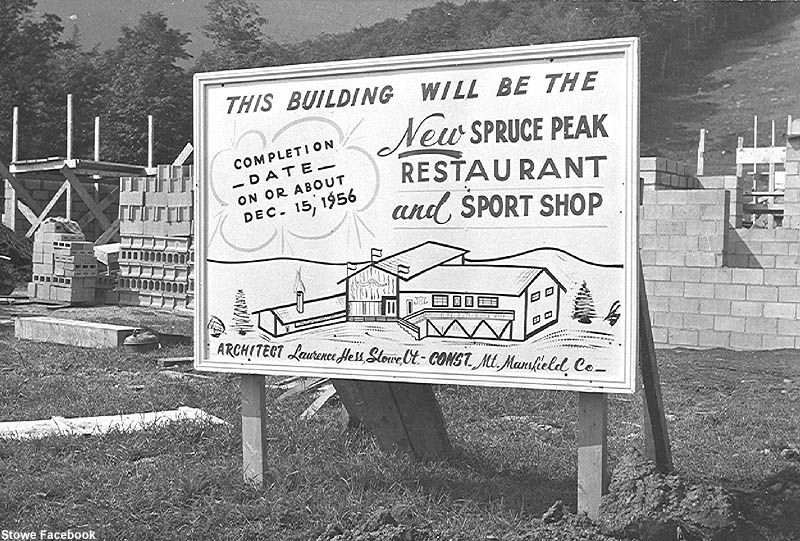 THIS BUILDING WILL BE THE
COMPLETION
—DATE—
ON OR ABOUT
DEC. 15, 1956
New SPRUCE PEAK
RESTAURANT
and SPORT SHOP
ARCHITECT Laurence Hess, Stowe, Vt. - CONST. Mt. Mansfield Co—
Stowe Facebook